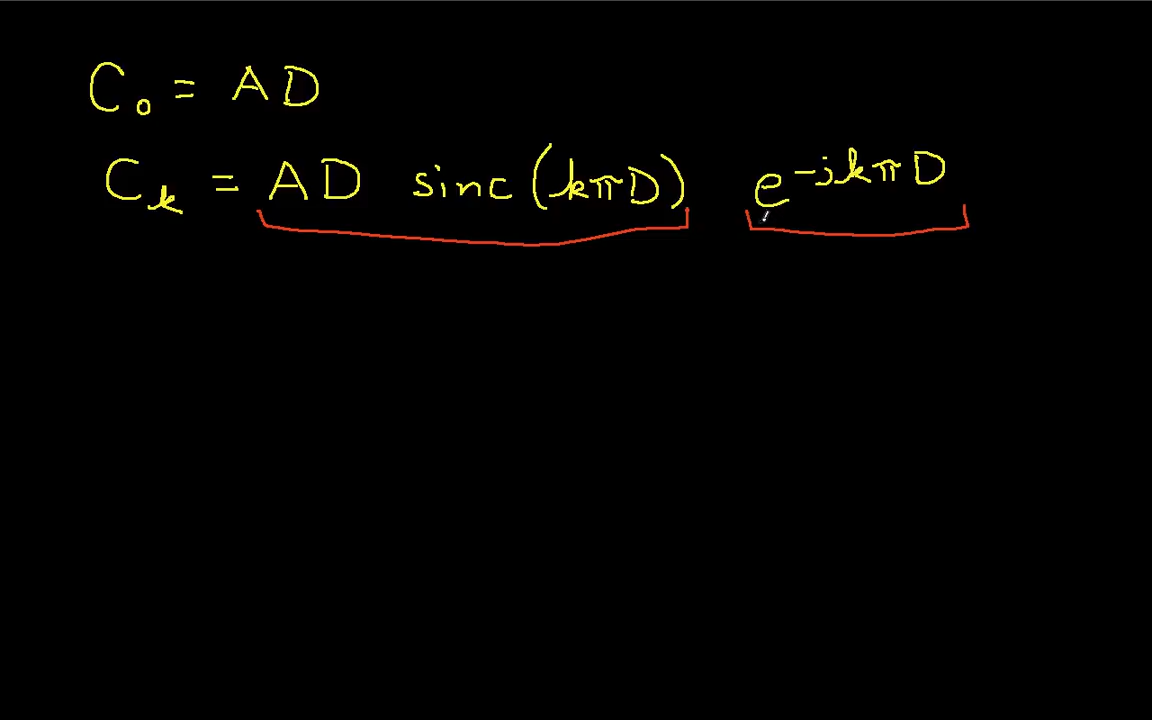 C₀ = AD
Cₖ = AD sinc(kπD) e^{-jkπD}